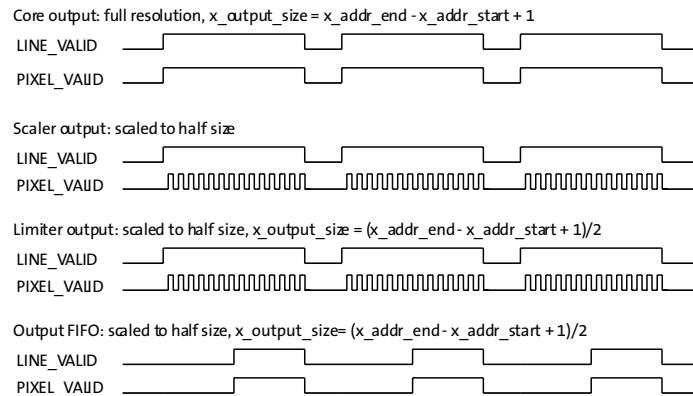 Core output: full resolution, x_output_size = x_addr_end - x_addr_start + 1
LINE_VALID
PIXEL_VALID
Scaler output: scaled to half size
LINE_VALID
PIXEL_VALID
Limiter output: scaled to half size, x_output_size = (x_addr_end - x_addr_start + 1)/2
LINE_VALID
PIXEL_VALID
Output FIFO: scaled to half size, x_output_size= (x_addr_end - x_addr_start + 1)/2
LINE_VALID
PIXEL_VALID